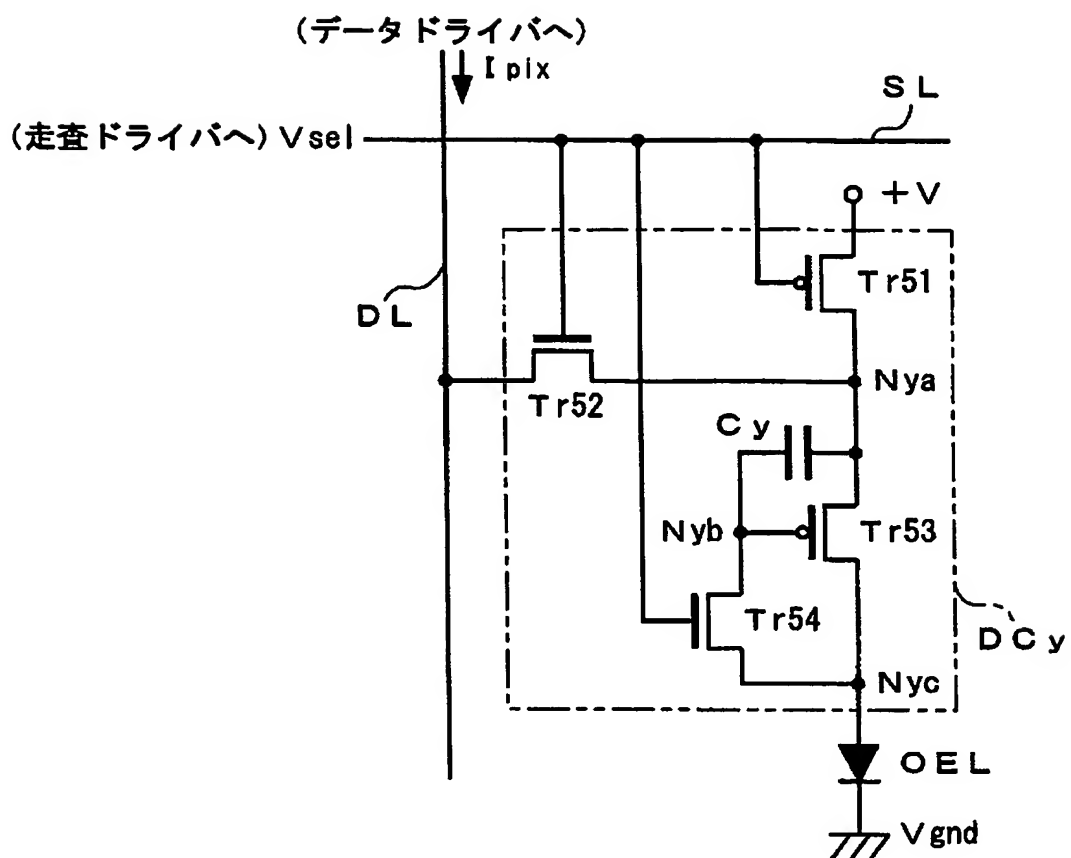 (データドライバへ)
Ipix
SL
(走査ドライバへ) Vsel
+V
Tr51
DL
Nya
Tr52
Cy
Nyb
Tr53
Tr54
DCy
Nyc
OEL
Vgnd